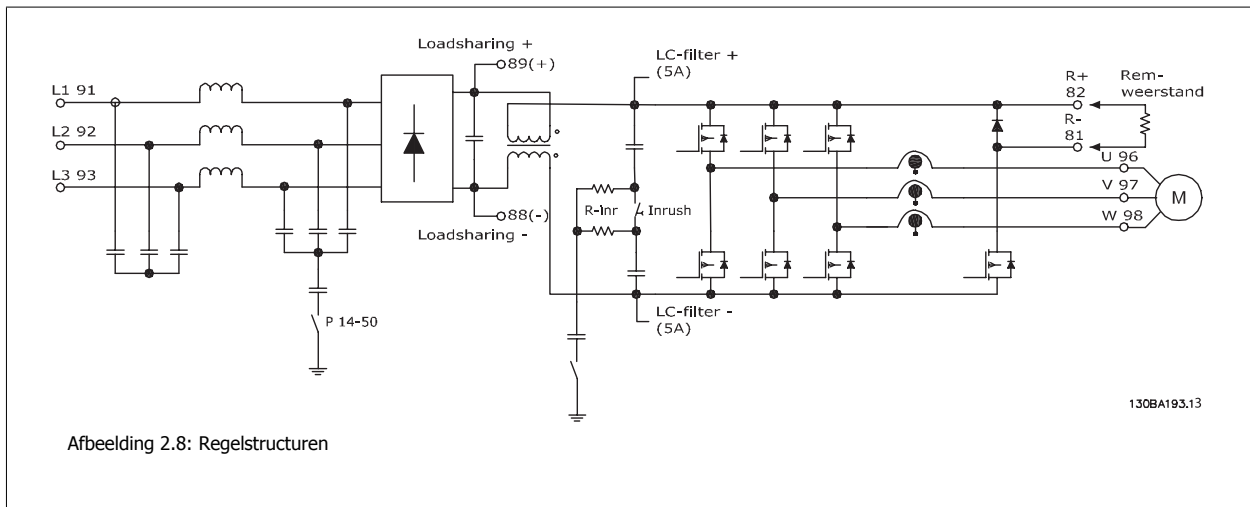 Loadsharing +
89(+)
LC-filter +
(5A)
R+
82
Rem-
weerstand
R-
81
L1 91
L2 92
L3 93
U 96
V 97
W 98
M
R-Inr
Inrush
88(-)
Loadsharing -
P 14-50
LC-filter -
(5A)
130BA193.13
Afbeelding 2.8: Regelstructuren